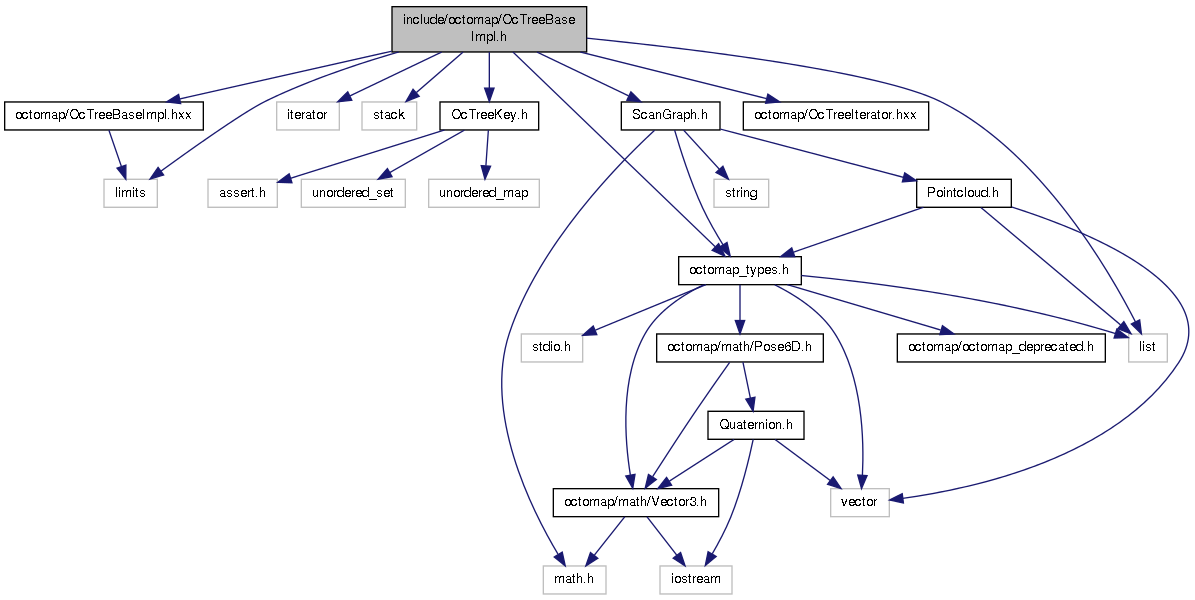 include/octomap/OcTreeBase
Impl.h
octomap/OcTreeBaseImpl.hxx
iterator
stack
OcTreeKey.h
ScanGraph.h
octomap/OcTreeIterator.hxx
limits
assert.h
unordered_set
unordered_map
string
Pointcloud.h
octomap_types.h
stdio.h
octomap/math/Pose6D.h
octomap/octomap_deprecated.h
list
Quaternion.h
octomap/math/Vector3.h
vector
math.h
iostream